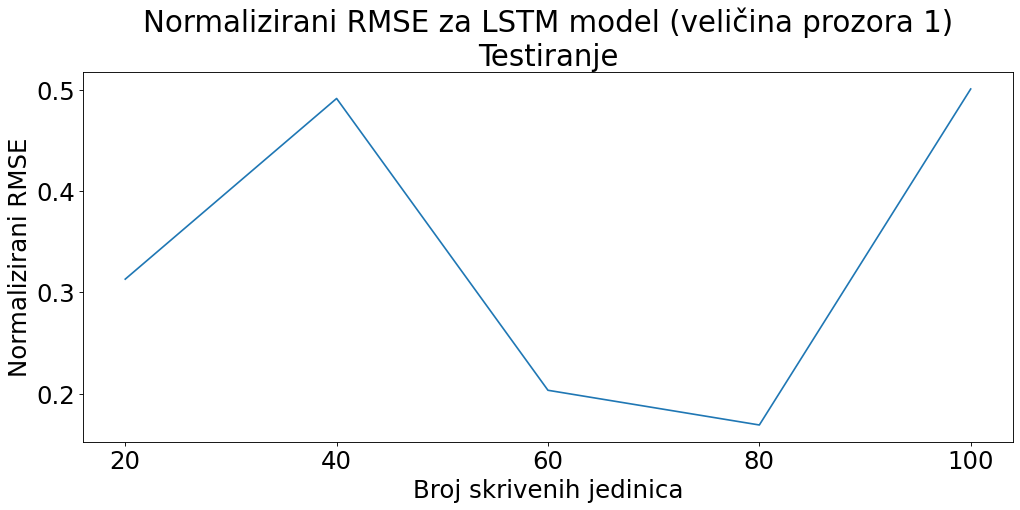 Normalizirani RMSE za LSTM model (veličina prozora 1)
Testiranje
Normalizirani RMSE
0.5
0.4
0.3
0.2
20 40 60 80 100
Broj skrivenih jedinica